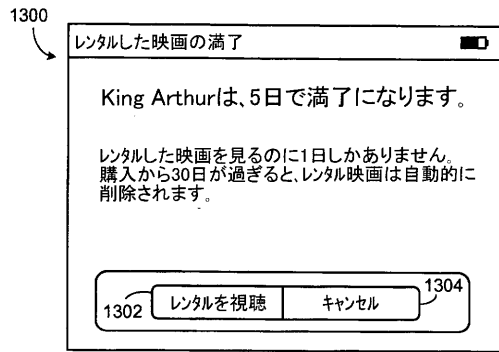 1300
レンタルした映画の満了
King Arthurは、5日で満了になります。
レンタルした映画を見るのに1日しかありません。
購入から30日が過ぎると、レンタル映画は自動的に
削除されます。
1302 レンタルを視聴 キャンセル 1304